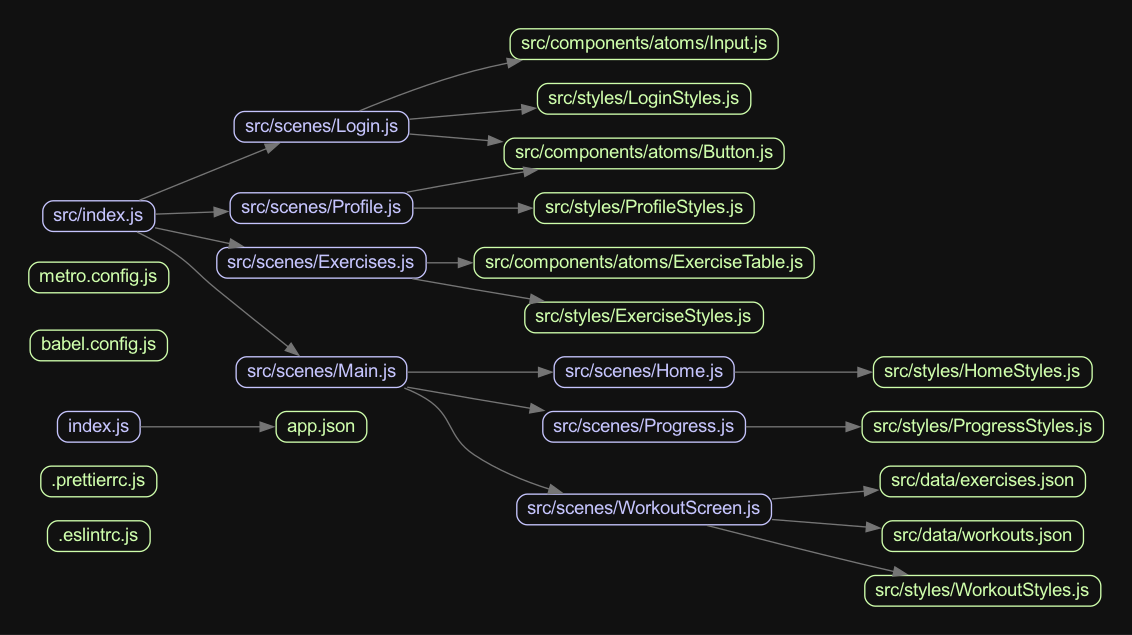 src/components/atoms/Input.js
src/styles/LoginStyles.js
src/scenes/Login.js
src/components/atoms/Button.js
src/index.js
src/scenes/Profile.js
src/styles/ProfileStyles.js
metro.config.js
src/scenes/Exercises.js
src/components/atoms/ExerciseTable.js
src/styles/ExerciseStyles.js
babel.config.js
src/scenes/Main.js
src/scenes/Home.js
src/styles/HomeStyles.js
index.js
app.json
src/scenes/Progress.js
src/styles/ProgressStyles.js
.prettierrc.js
src/data/exercises.json
src/scenes/WorkoutScreen.js
.eslintrc.js
src/data/workouts.json
src/styles/WorkoutStyles.js